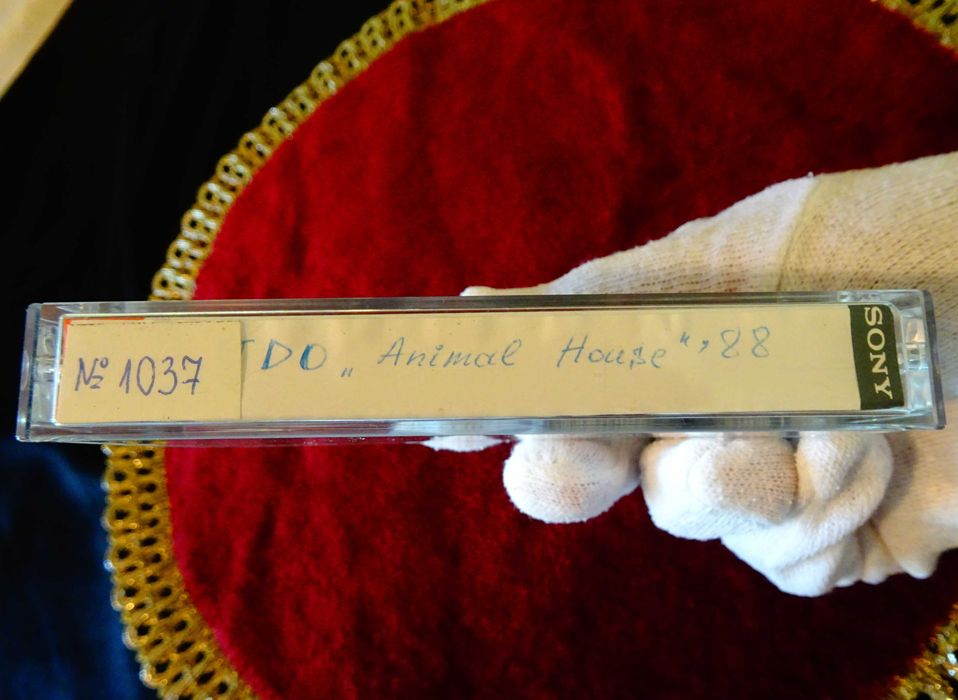 № 1037
DO „Animal House" '88
SONY